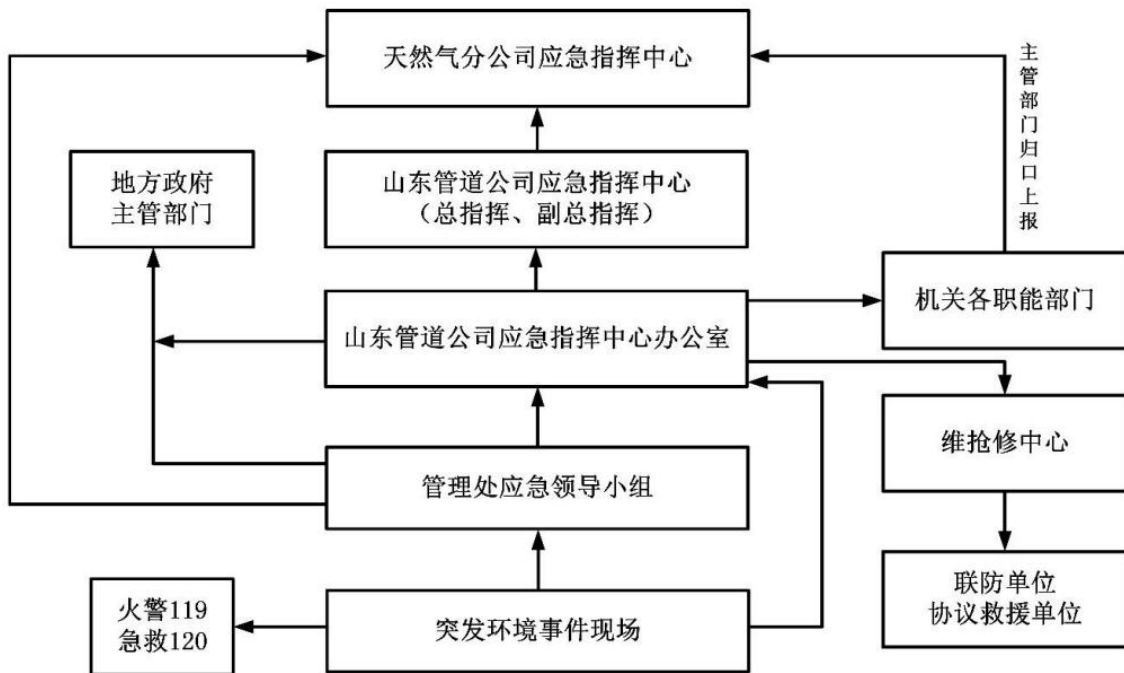 天然气分公司应急指挥中心
主管部门归口上报
地方政府
主管部门
山东管道公司应急指挥中心
（总指挥、副总指挥）
机关各职能部门
山东管道公司应急指挥中心办公室
维抢修中心
管理处应急领导小组
联防单位
协议救援单位
火警119
急救120
突发环境事件现场